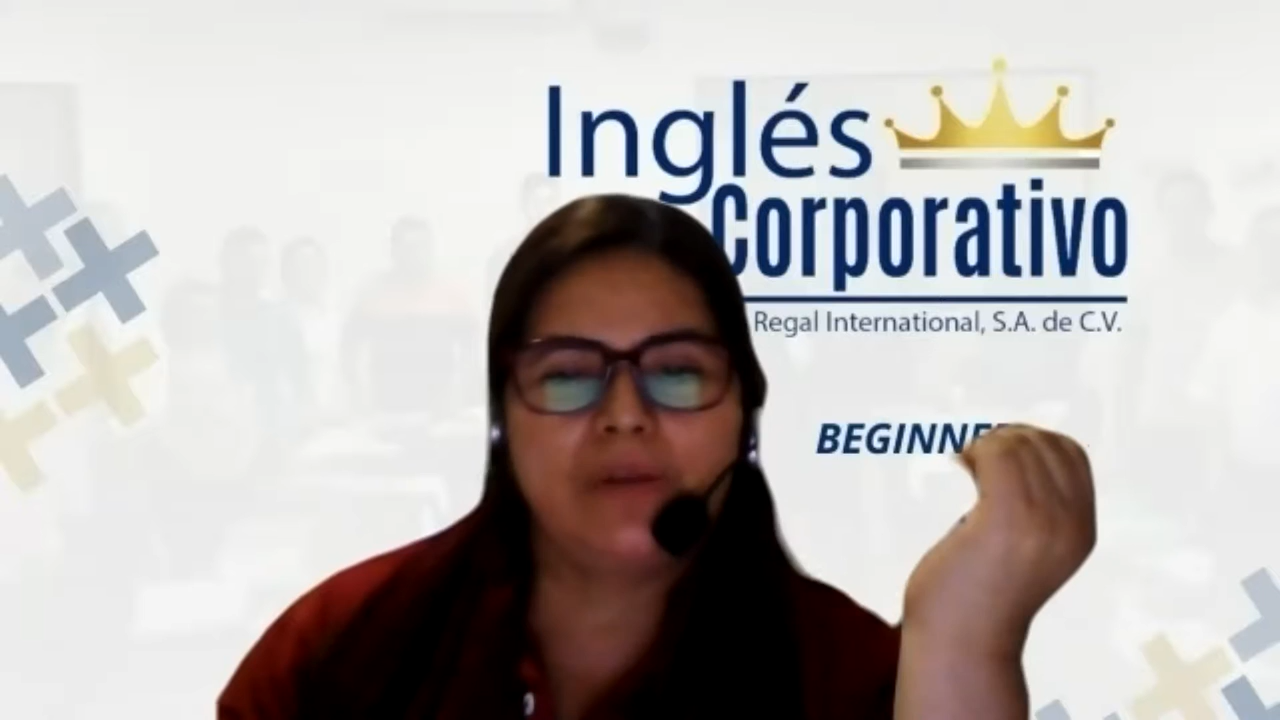 Inglés
Corporativo
Regal International, S.A. de C.V.